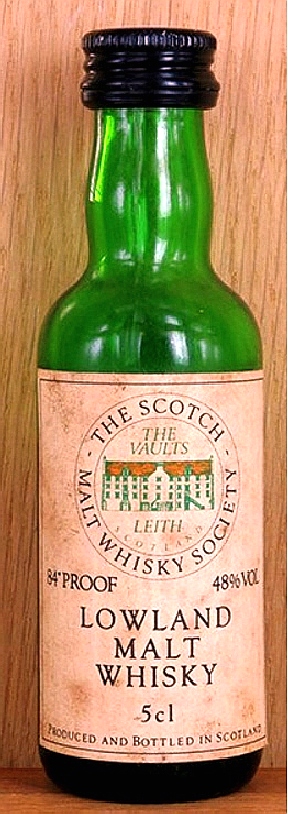 THE SCOTCH
MALT WHISKY SOCIETY
THE
VAULTS
LEITH
SCOTLAND
84°PROOF 48% VOL
LOWLAND
MALT
WHISKY
5cl
PRODUCED AND BOTTLED IN SCOTLAND